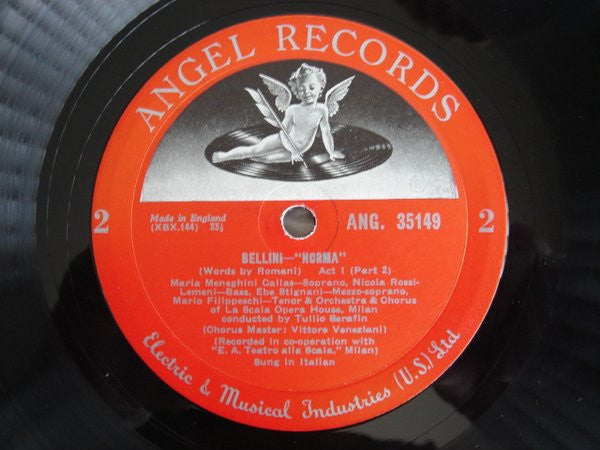 ANGEL RECORDS
®
2
2
Made in England
(XBX.144) 33⅓
ANG. 35149
BELLINI—"NORMA"
(Words by Romani) Act I (Part 2)
Maria Meneghini Callas—Soprano, Nicola Rossi-
Lemeni—Bass, Ebe Stignani—Mezzo-soprano,
Mario Filippeschi—Tenor & Orchestra & Chorus
of La Scala Opera House, Milan
conducted by Tullio Serafin
(Chorus Master: Vittore Veneziani)
(Recorded in co-operation with
"E. A. Teatro alla Scala," Milan)
Sung in Italian
Electric & Musical Industries (U.S.) Ltd